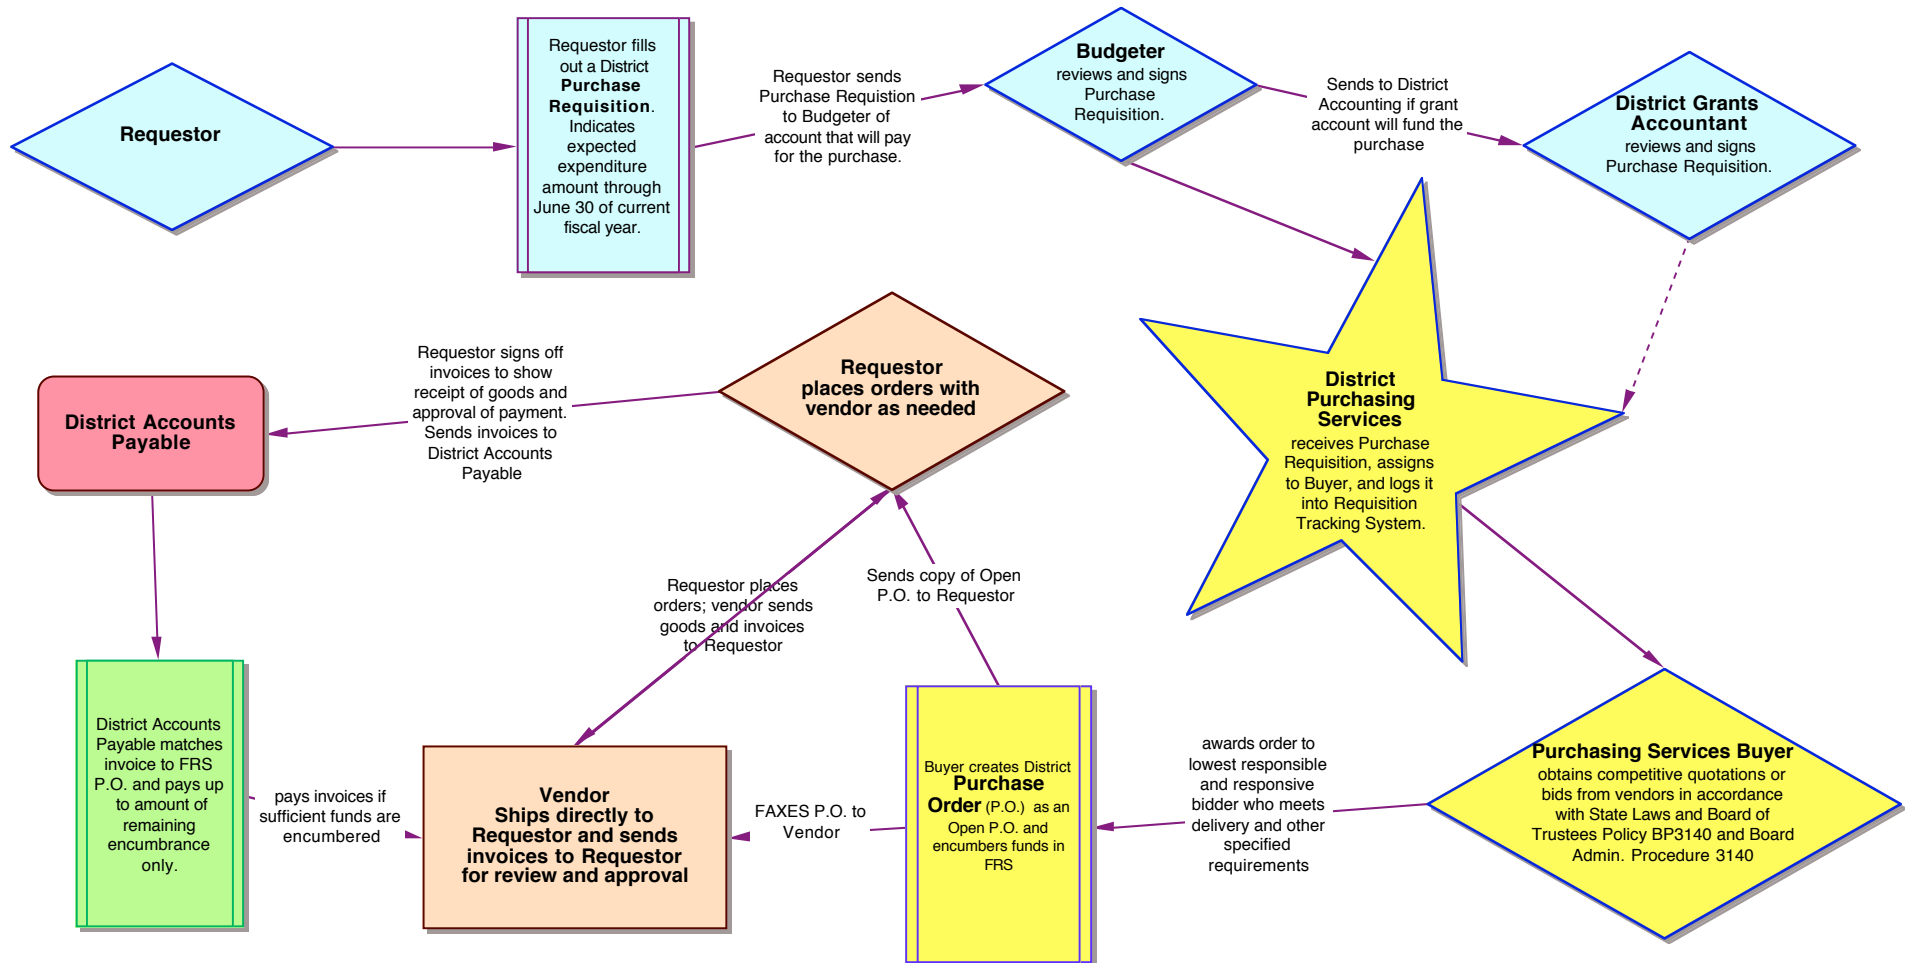 Requestor
Requestor fills
out a District
Purchase
Requisition.
Indicates
expected
expenditure
amount through
June 30 of current
fiscal year.
Requestor sends
Purchase Requistion
to Budgeter of
account that will pay
for the purchase.
Budgeter
reviews and signs
Purchase
Requisition.
Sends to District
Accounting if grant
account will fund the
purchase
District Grants
Accountant
reviews and signs
Purchase Requisition.
District
Purchasing
Services
receives Purchase
Requisition, assigns
to Buyer, and logs it
into Requisition
Tracking System.
Purchasing Services Buyer
obtains competitive quotations or
bids from vendors in accordance
with State Laws and Board of
Trustees Policy BP3140 and Board
Admin. Procedure 3140
awards order to
lowest responsible
and responsive
bidder who meets
delivery and other
specified
requirements
Buyer creates District
Purchase
Order (P.O.) as an
Open P.O. and
encumbers funds in
FRS
Sends copy of Open
P.O. to Requestor
FAXES P.O. to
Vendor
Requestor
places orders with
vendor as needed
Requestor places
orders; vendor sends
goods and invoices
to Requestor
Vendor
Ships directly to
Requestor and sends
invoices to Requestor
for review and approval
Requestor signs off
invoices to show
receipt of goods and
approval of payment.
Sends invoices to
District Accounts
Payable
District Accounts
Payable
District Accounts
Payable matches
invoice to FRS
P.O. and pays up
to amount of
remaining
encumbrance
only.
pays invoices if
sufficient funds are
encumbered